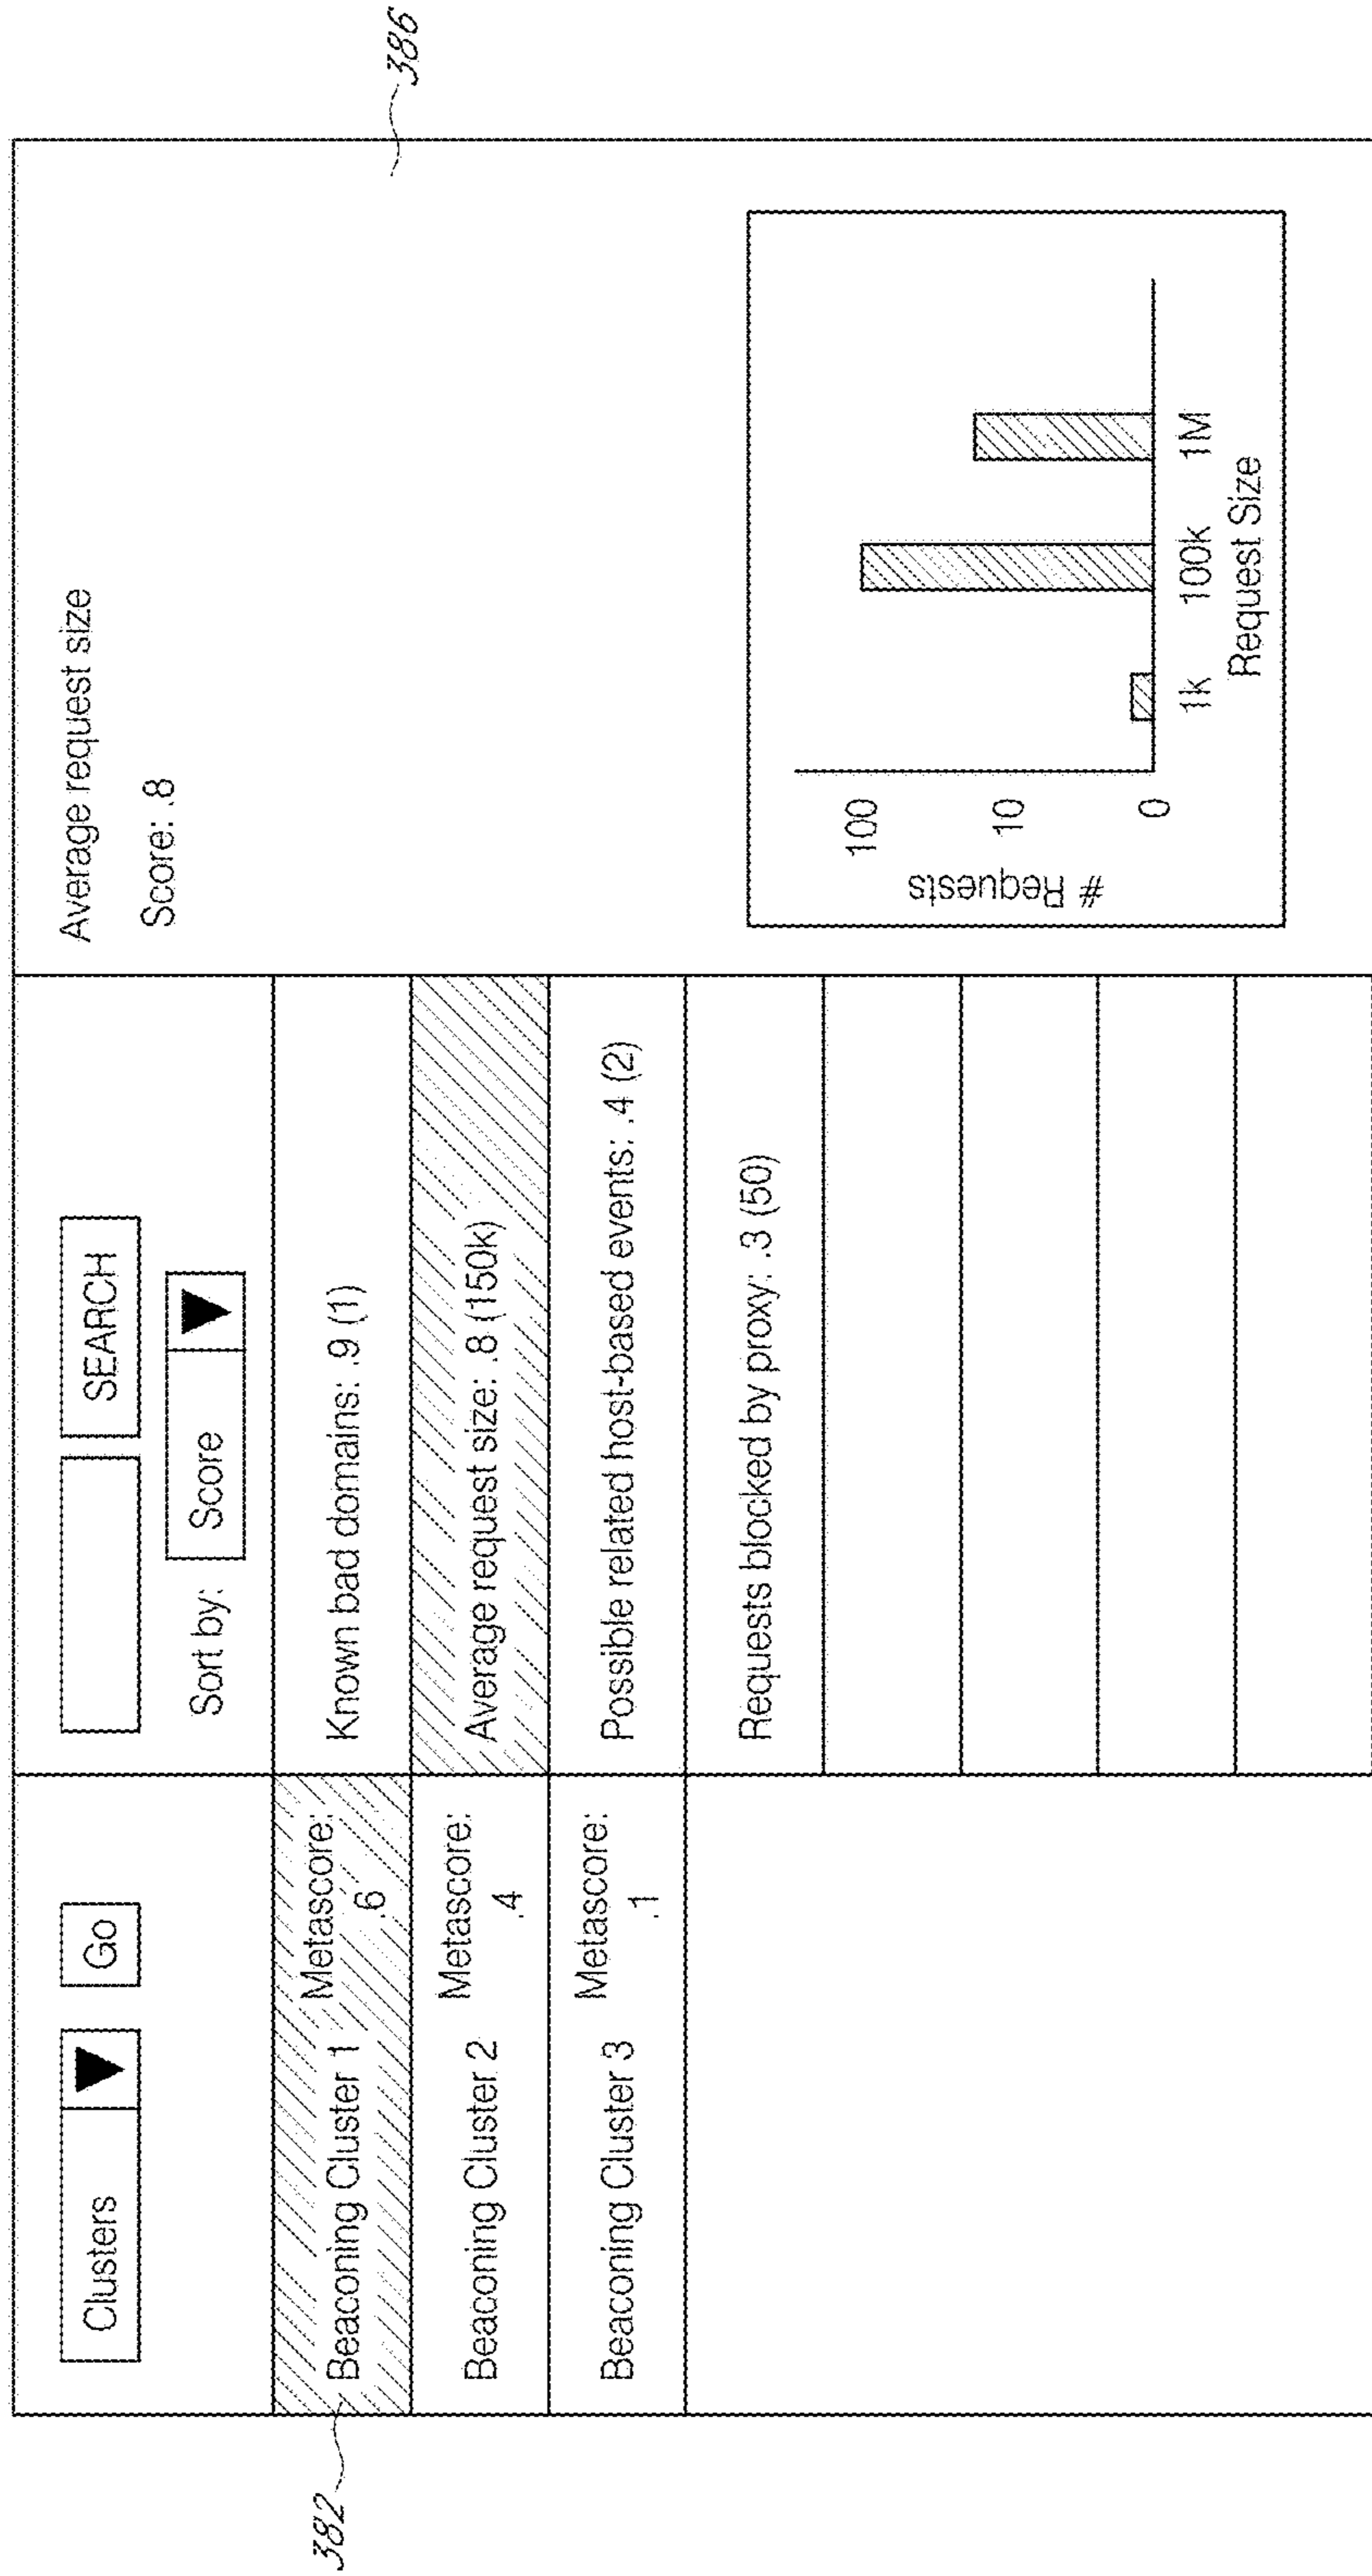 Clusters
Go
SEARCH
Sort by:
Score
Beaconing Cluster 1
Metascore:
.6
Beaconing Cluster 2
Metascore:
.4
Beaconing Cluster 3
Metascore:
.1
Known bad domains: .9 (1)
Average request size: .8 (150k)
Possible related host-based events: .4 (2)
Requests blocked by proxy: .3 (50)
Average request size
Score: .8
# Requests
100
10
0
1k 100k 1M
Request Size
382
386